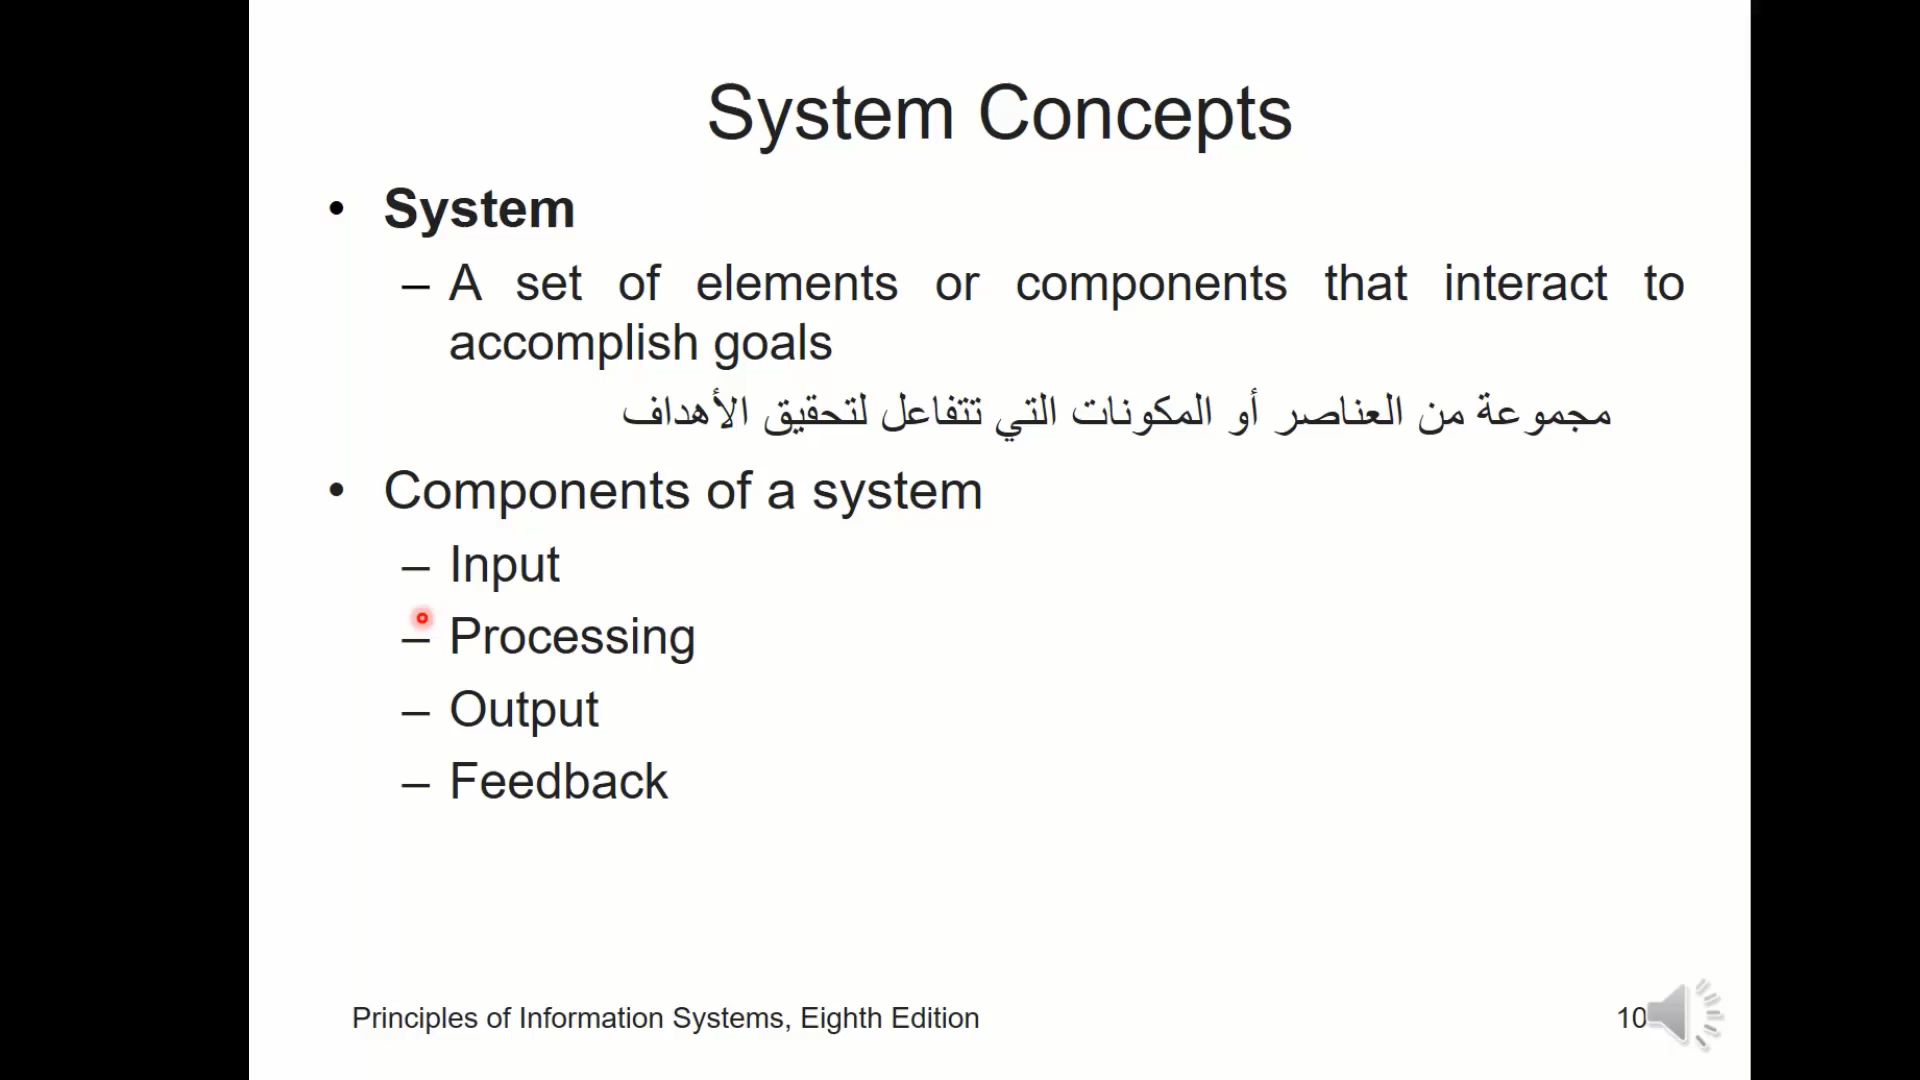 System Concepts
• System
– A set of elements or components that interact to
accomplish goals
مجموعة من العناصر أو المكونات التي تتفاعل لتحقيق الأهداف
• Components of a system
– Input
– Processing
– Output
– Feedback
Principles of Information Systems, Eighth Edition
10